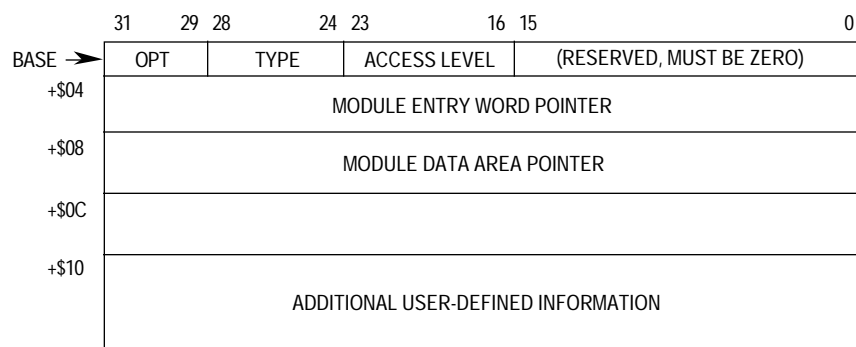 31 29 28 24 23 16 15 0
BASE OPT TYPE ACCESS LEVEL (RESERVED, MUST BE ZERO)
+$04
MODULE ENTRY WORD POINTER
+$08
MODULE DATA AREA POINTER
+$0C
+$10
ADDITIONAL USER-DEFINED INFORMATION